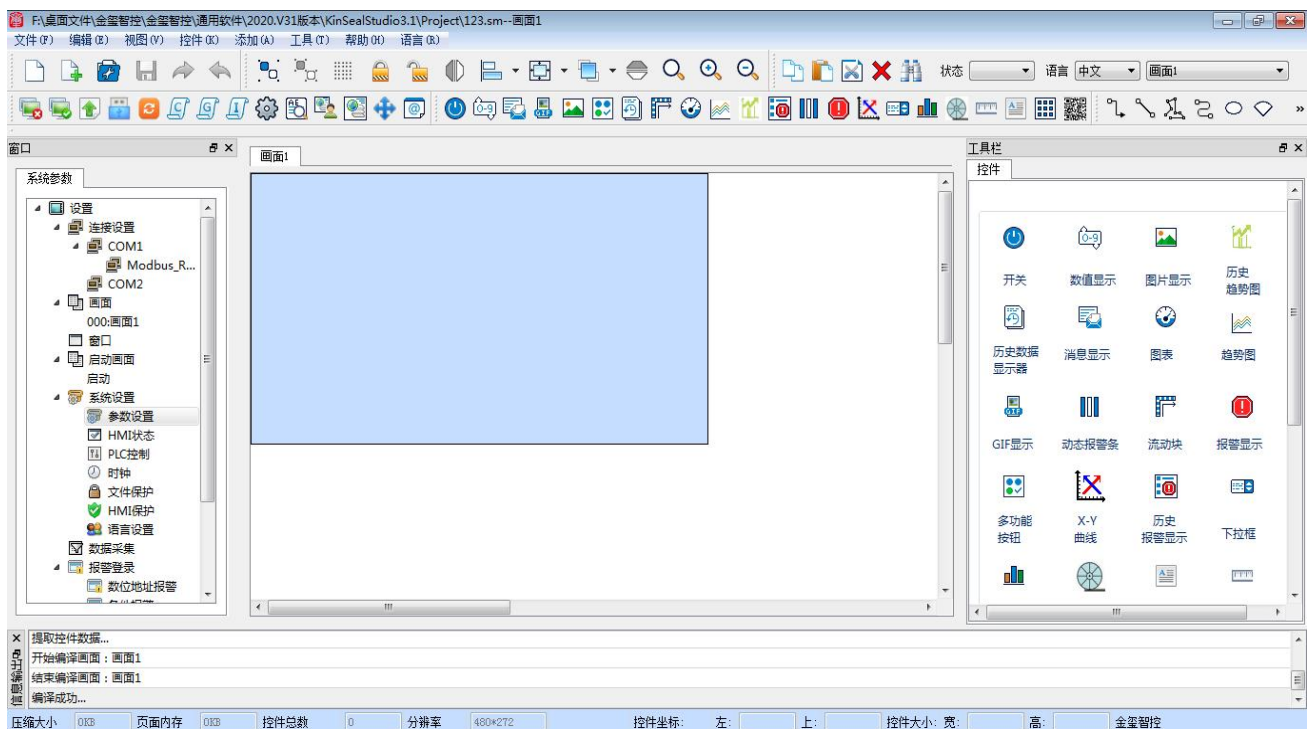 F:\桌面文件\金玺智控\金玺智控\通用软件\2020.V31版本\KinSealStudio3.1\Project\123.sm--画面1
文件(F) 编辑(E) 视图(V) 控件(K) 添加(A) 工具(T) 帮助(H) 语言(R)
状态 语言 中文 画面1
窗口
系统参数
设置
连接设置
COM1
Modbus_R...
COM2
画面
000:画面1
窗口
启动画面
启动
系统设置
参数设置
HMI状态
PLC控制
时钟
文件保护
HMI保护
语言设置
数据采集
报警登录
数位地址报警
画面1
工具栏
控件
开关 数值显示 图片显示 历史
趋势图
历史数据
显示器 消息显示 图表 趋势图
GIF显示 动态报警条 流动块 报警显示
多功能
按钮 X-Y
曲线 历史
报警显示 下拉框
编译信息
提取控件数据...
开始编译画面：画面1
结束编译画面：画面1
编译成功...
压缩大小 0KB 页面内存 0KB 控件总数 0 分辨率 480*272 控件坐标: 左: 上: 控件大小: 宽: 高: 金玺智控